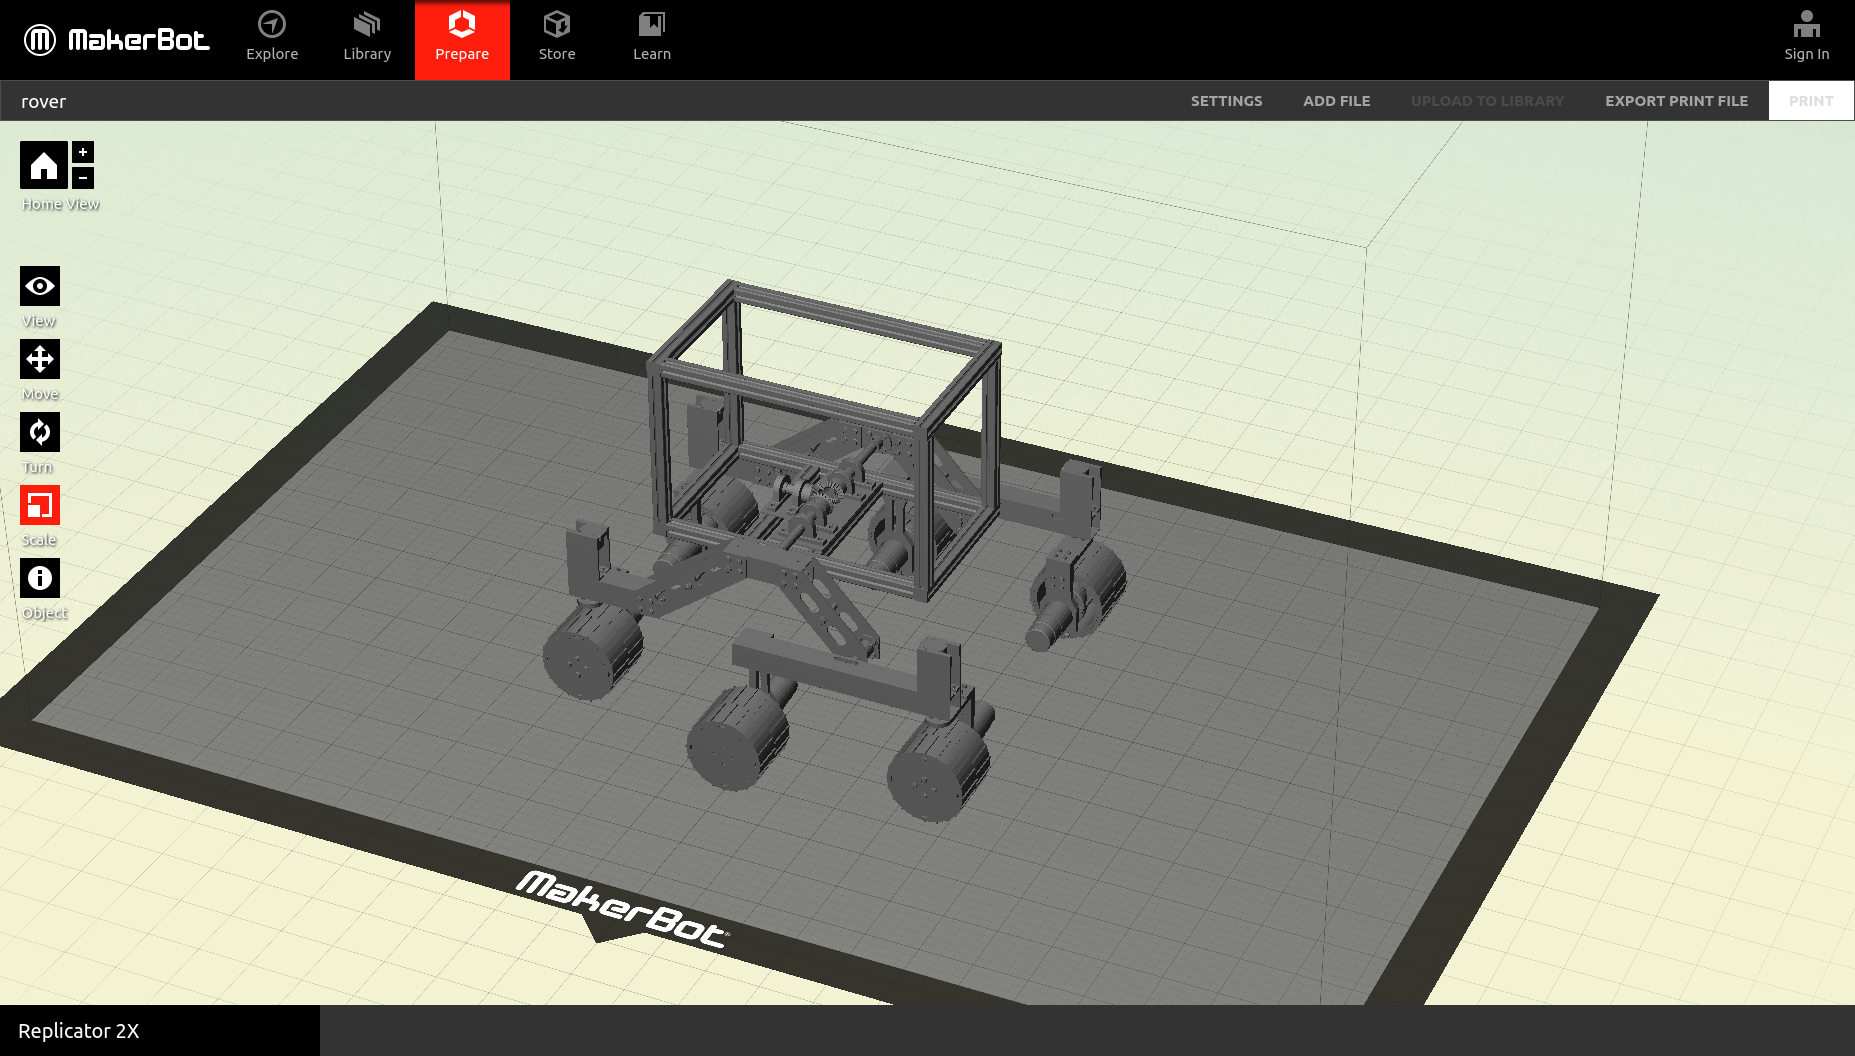 MakerBot
Explore
Library
Prepare
Store
Learn
Sign In
rover
SETTINGS
ADD FILE
UPLOAD TO LIBRARY
EXPORT PRINT FILE
PRINT
+
-
Home View
View
Move
Turn
Scale
Object
MakerBot
Replicator 2X